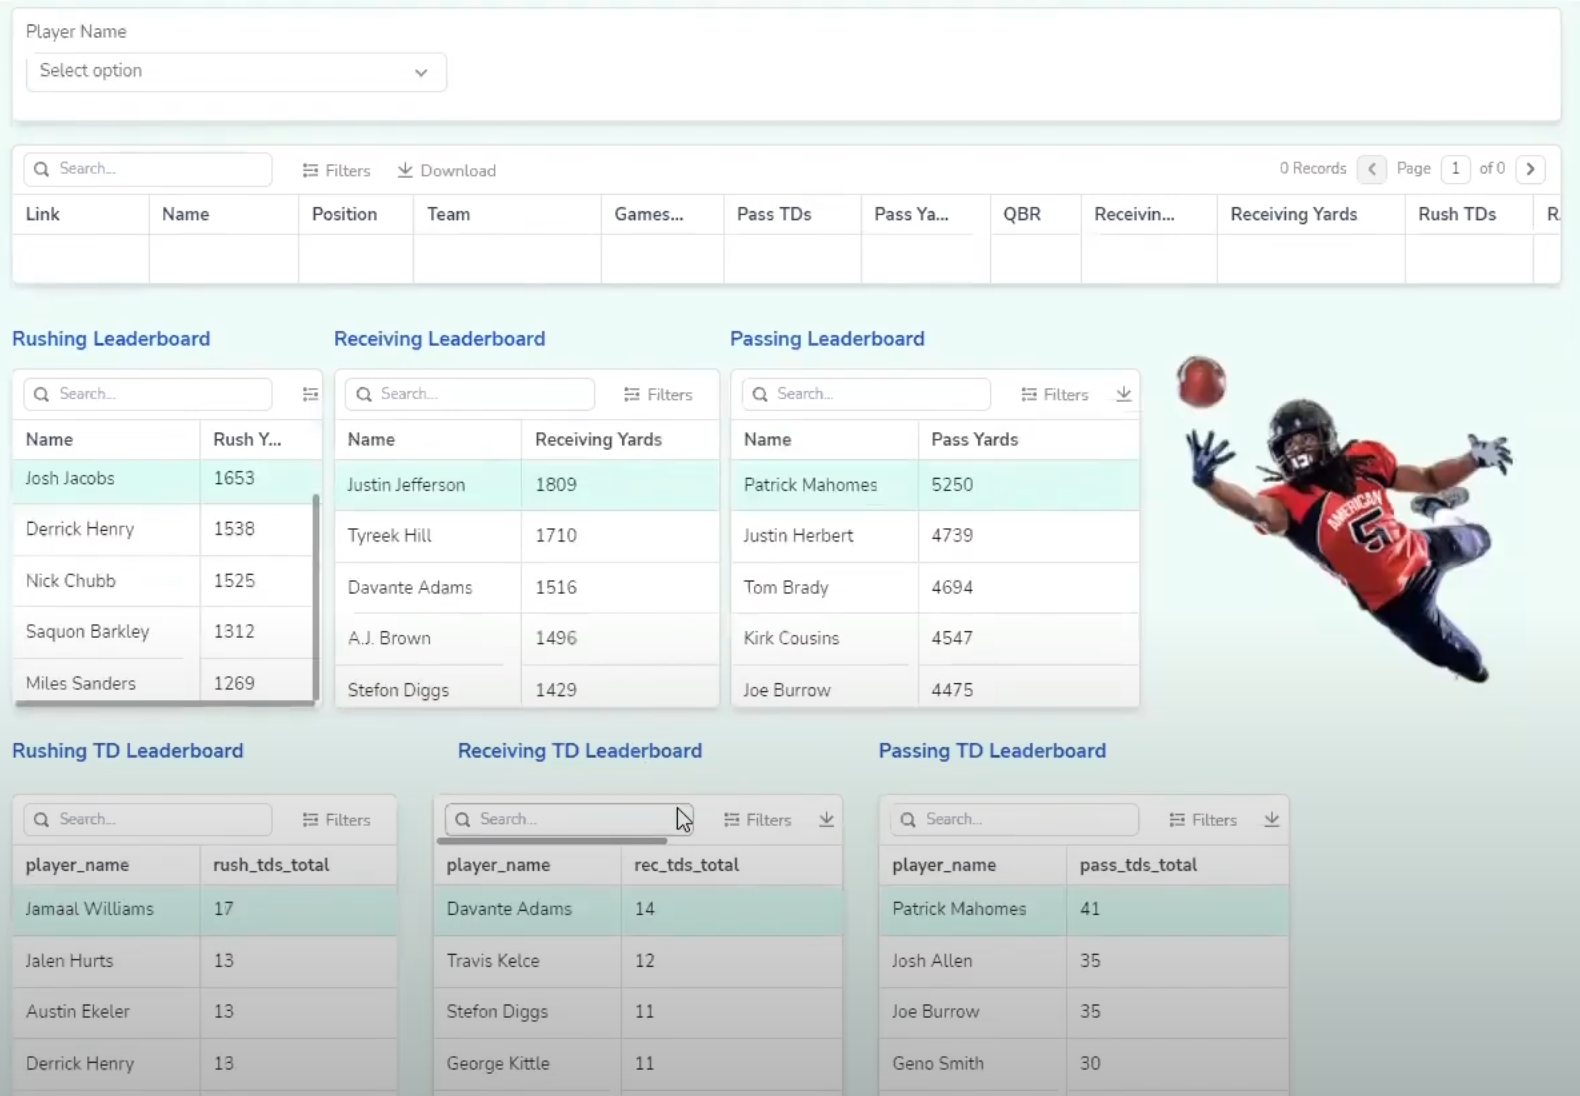 Player Name
Select option
Search...
Filters
Download
0 Records
Page
1
of 0
Link Name Position Team Games... Pass TDs Pass Ya... QBR Receivin... Receiving Yards Rush TDs R.
Rushing Leaderboard
Search...
Name Rush Y...
Josh Jacobs 1653
Derrick Henry 1538
Nick Chubb 1525
Saquon Barkley 1312
Miles Sanders 1269
Receiving Leaderboard
Search...
Filters
Name Receiving Yards
Justin Jefferson 1809
Tyreek Hill 1710
Davante Adams 1516
A.J. Brown 1496
Stefon Diggs 1429
Passing Leaderboard
Search...
Filters
Name Pass Yards
Patrick Mahomes 5250
Justin Herbert 4739
Tom Brady 4694
Kirk Cousins 4547
Joe Burrow 4475
AMERICAN
5
Rushing TD Leaderboard
Search...
Filters
player_name rush_tds_total
Jamaal Williams 17
Jalen Hurts 13
Austin Ekeler 13
Derrick Henry 13
Receiving TD Leaderboard
Search...
Filters
player_name rec_tds_total
Davante Adams 14
Travis Kelce 12
Stefon Diggs 11
George Kittle 11
Passing TD Leaderboard
Search...
Filters
player_name pass_tds_total
Patrick Mahomes 41
Josh Allen 35
Joe Burrow 35
Geno Smith 30